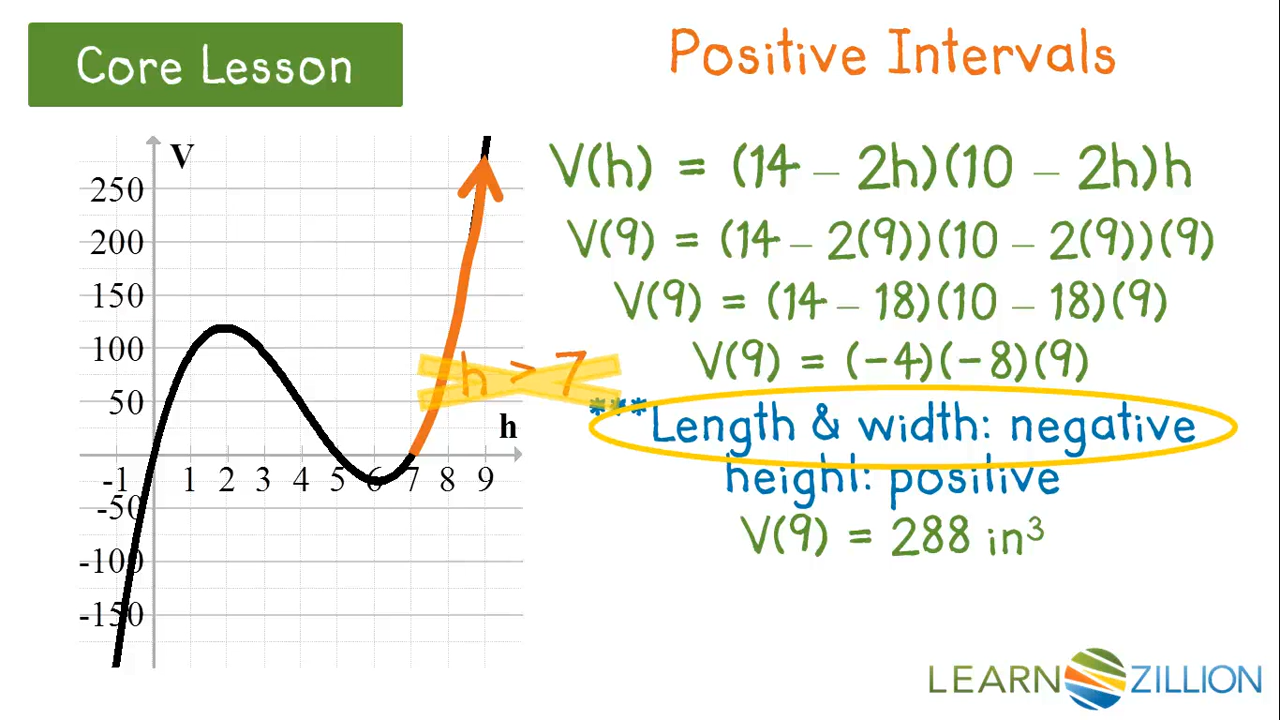 Core Lesson
Positive Intervals
V
250
200
150
100
50
-50
-100
-150
-1 1 2 3 4 5 6 7 8 9
h
h > 7
V(h) = (14 – 2h)(10 – 2h)h
V(9) = (14 – 2(9))(10 – 2(9))(9)
V(9) = (14 – 18)(10 – 18)(9)
V(9) = (-4)(-8)(9)
***Length & width: negative
height: positive
V(9) = 288 in³
LEARN ZILLION